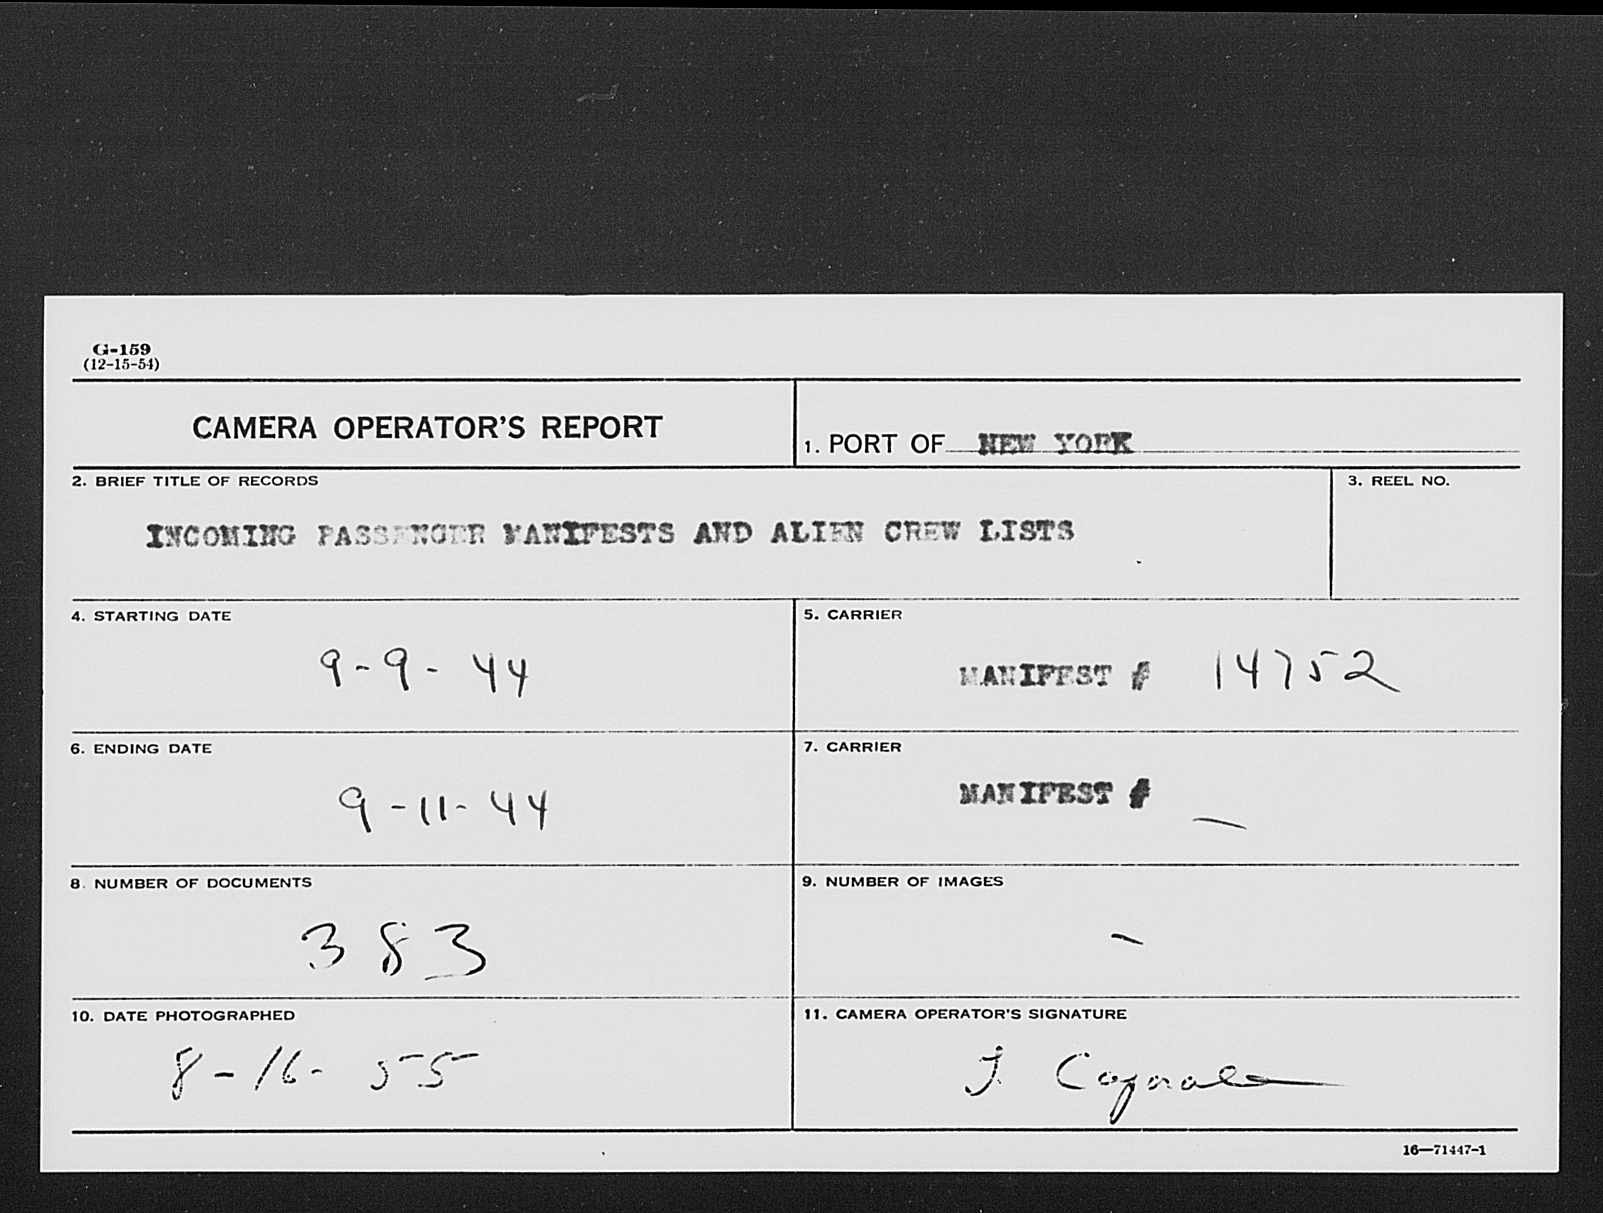 G-159
(12-15-54)
CAMERA OPERATOR'S REPORT
1. PORT OF NEW YORK
2. BRIEF TITLE OF RECORDS
3. REEL NO.
INCOMING PASSENGER MANIFESTS AND ALIEN CREW LISTS
4. STARTING DATE
5. CARRIER
9-9-44
MANIFEST # 14752
6. ENDING DATE
7. CARRIER
9-11-44
MANIFEST # —
8. NUMBER OF DOCUMENTS
9. NUMBER OF IMAGES
383
-
10. DATE PHOTOGRAPHED
11. CAMERA OPERATOR'S SIGNATURE
8-16-55
J.
16—71447-1